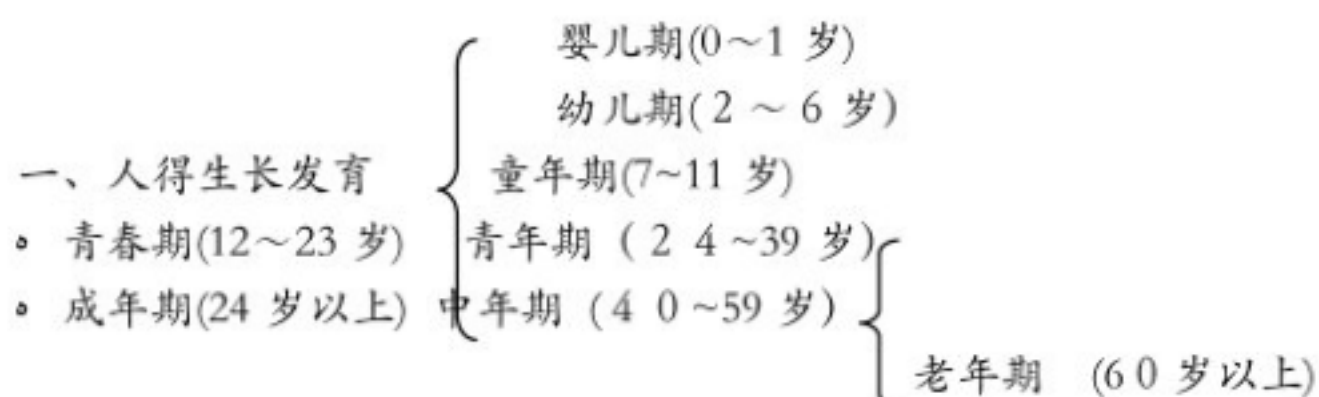 婴儿期(0～1 岁)
幼儿期(2 ～ 6 岁)
一、人得生长发育 童年期(7~11 岁)
。 青春期(12～23 岁) 青年期 (2 4 ~39 岁)
。 成年期(24 岁以上) 中年期 (4 0 ~59 岁)
老年期 (6 0 岁以上)